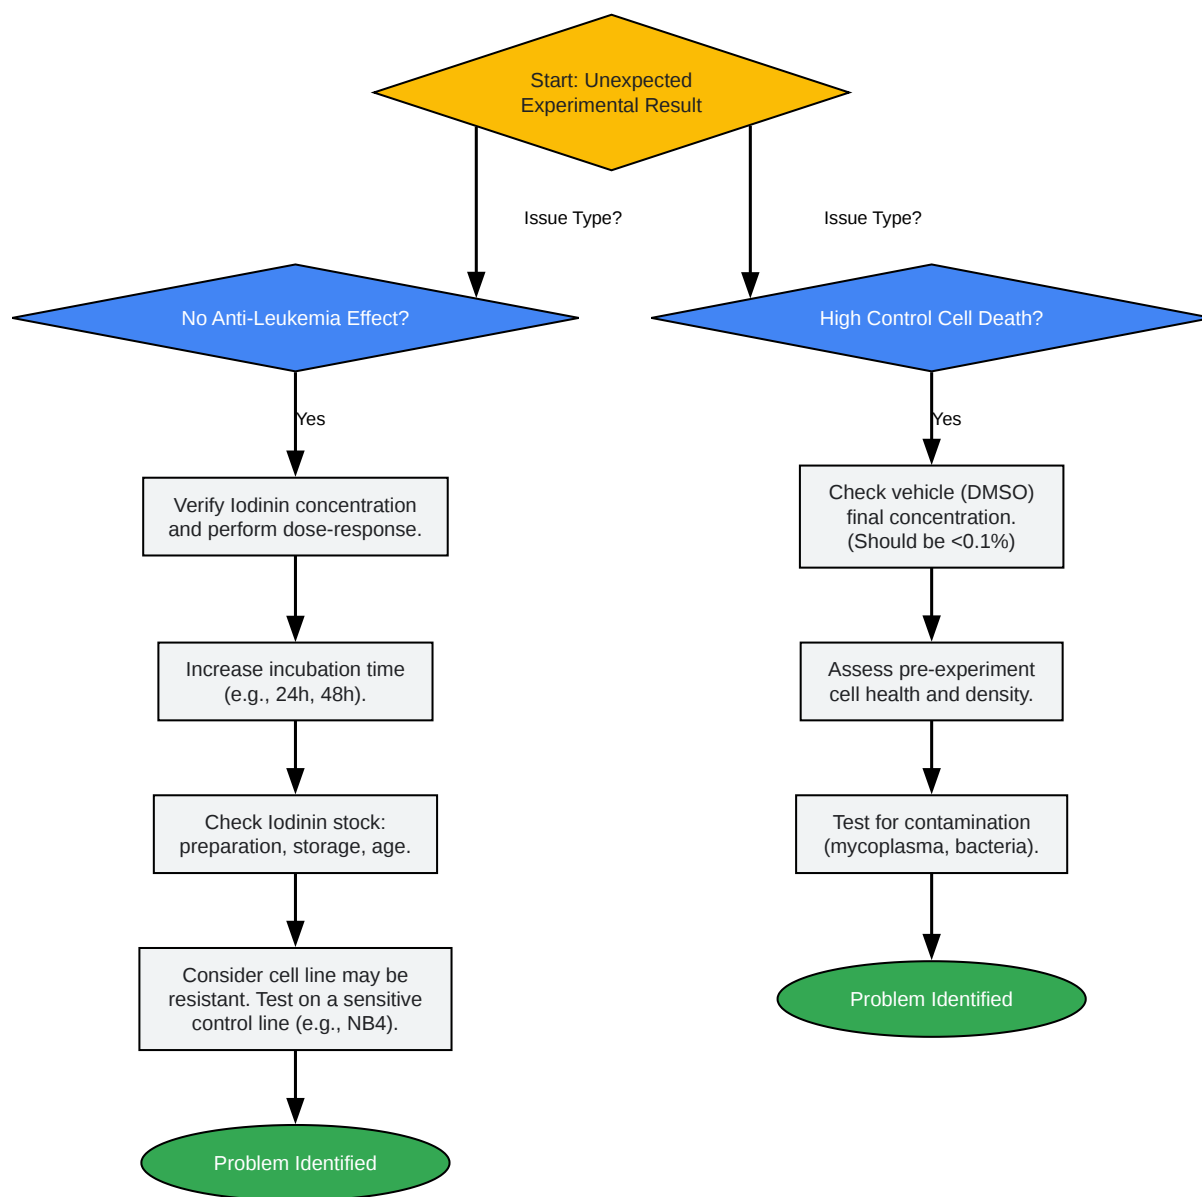 Start: Unexpected
Experimental Result
Issue Type?
Issue Type?
No Anti-Leukemia Effect?
High Control Cell Death?
Yes
Yes
Verify Iodinin concentration
and perform dose-response.
Check vehicle (DMSO)
final concentration.
(Should be <0.1%)
Increase incubation time
(e.g., 24h, 48h).
Assess pre-experiment
cell health and density.
Check Iodinin stock:
preparation, storage, age.
Test for contamination
(mycoplasma, bacteria).
Consider cell line may be
resistant. Test on a sensitive
control line (e.g., NB4).
Problem Identified
Problem Identified